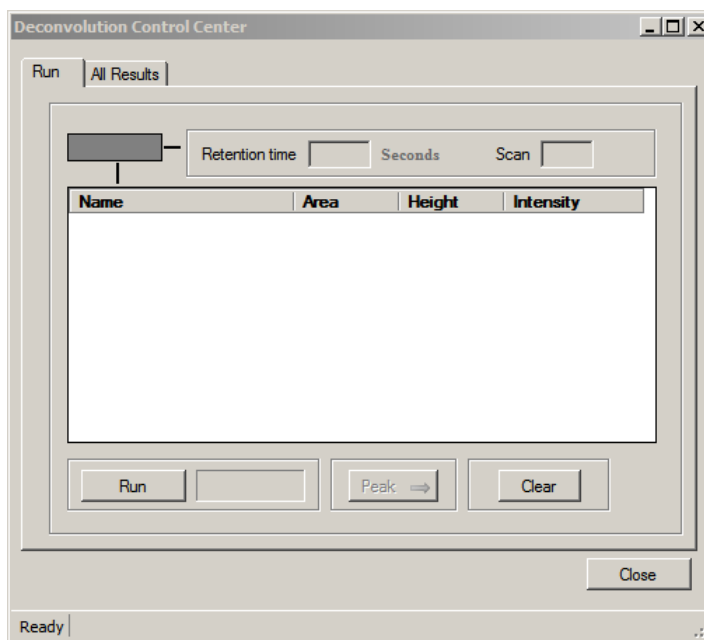 Deconvolution Control Center
Run All Results
Retention time Seconds Scan
Name Area Height Intensity
Run Peak ⇒ Clear
Close
Ready